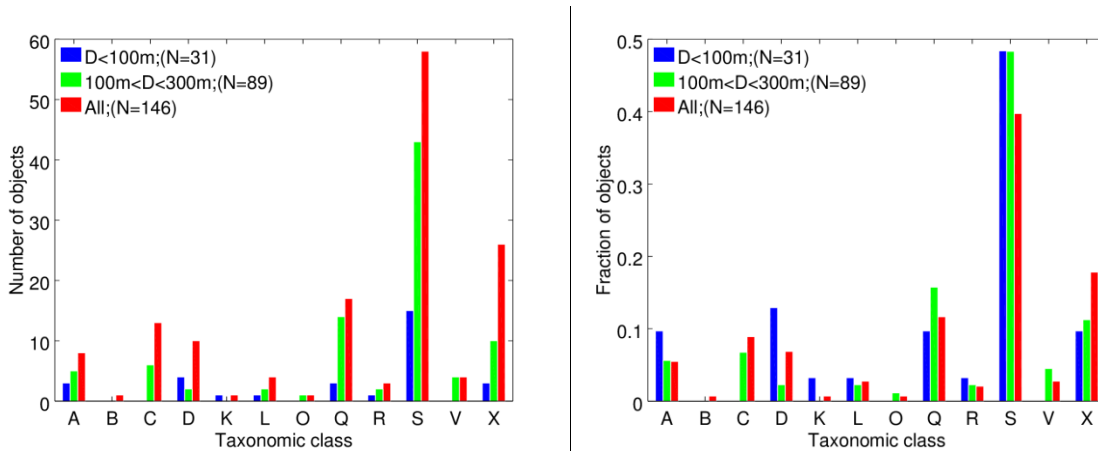 60
50
40
30
20
10
0
Number of objects
D<100m;(N=31)
100m<D<300m;(N=89)
All;(N=146)
A B C D K L O Q R S V X
Taxonomic class
0.5
0.4
0.3
0.2
0.1
0
Fraction of objects
D<100m;(N=31)
100m<D<300m;(N=89)
All;(N=146)
A B C D K L O Q R S V X
Taxonomic class